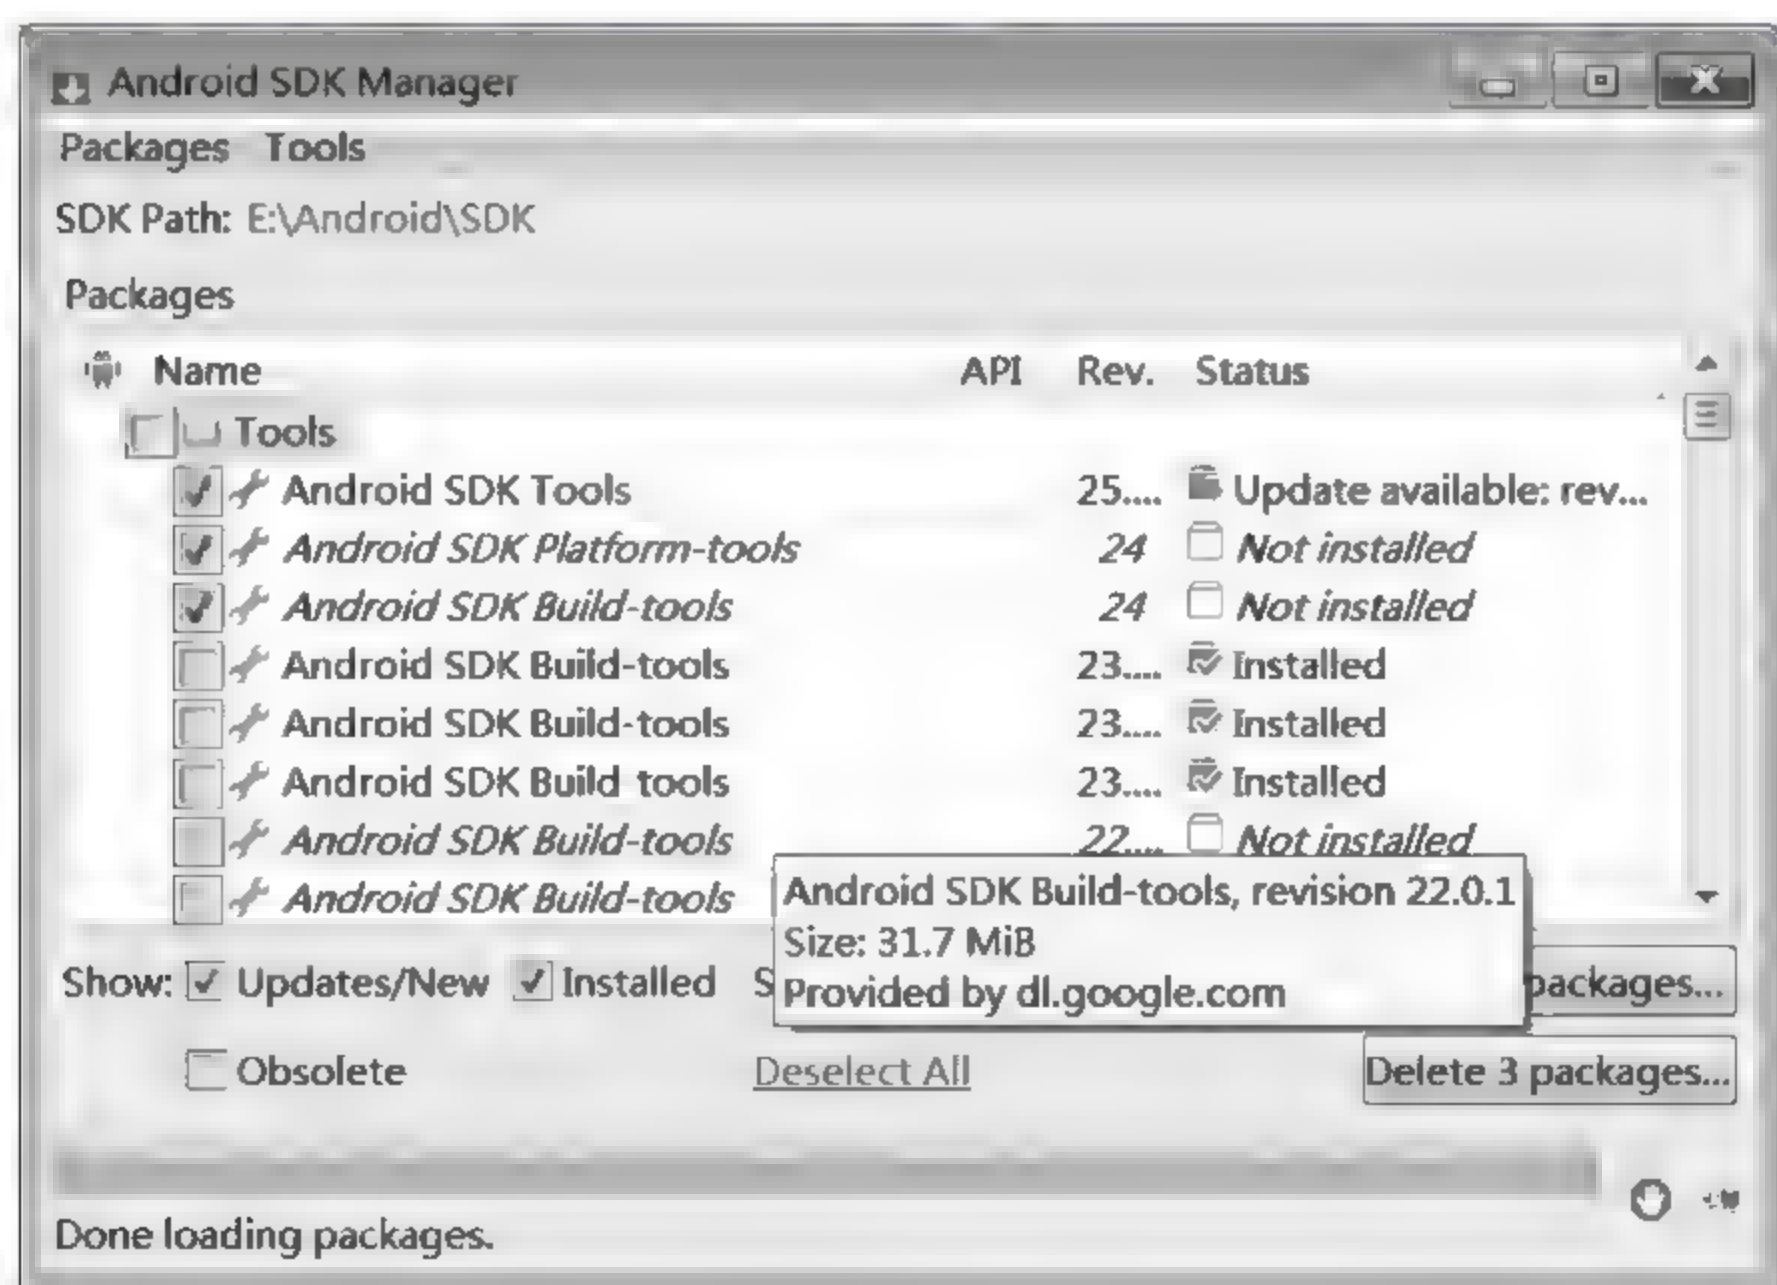 Android SDK Manager
Packages Tools
SDK Path: E:\Android\SDK
Packages
Name API Rev. Status
Tools
Android SDK Tools 25.... Update available: rev...
Android SDK Platform-tools 24 Not installed
Android SDK Build-tools 24 Not installed
Android SDK Build-tools 23.... Installed
Android SDK Build-tools 23.... Installed
Android SDK Build-tools 23.... Installed
Android SDK Build-tools 22.... Not installed
Android SDK Build-tools
Android SDK Build-tools, revision 22.0.1
Size: 31.7 MiB
Provided by dl.google.com
Show: Updates/New Installed S packages...
Obsolete Deselect All Delete 3 packages...
Done loading packages.